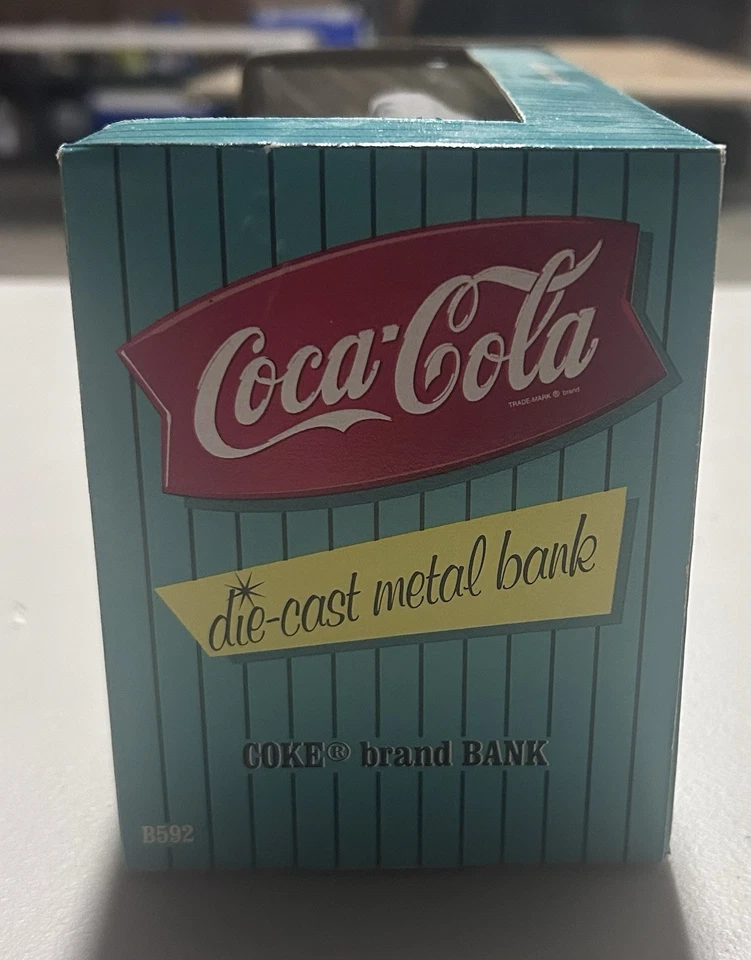 Coca-Cola
TRADE-MARK ® brand
die-cast metal bank
COKE® brand BANK
B592